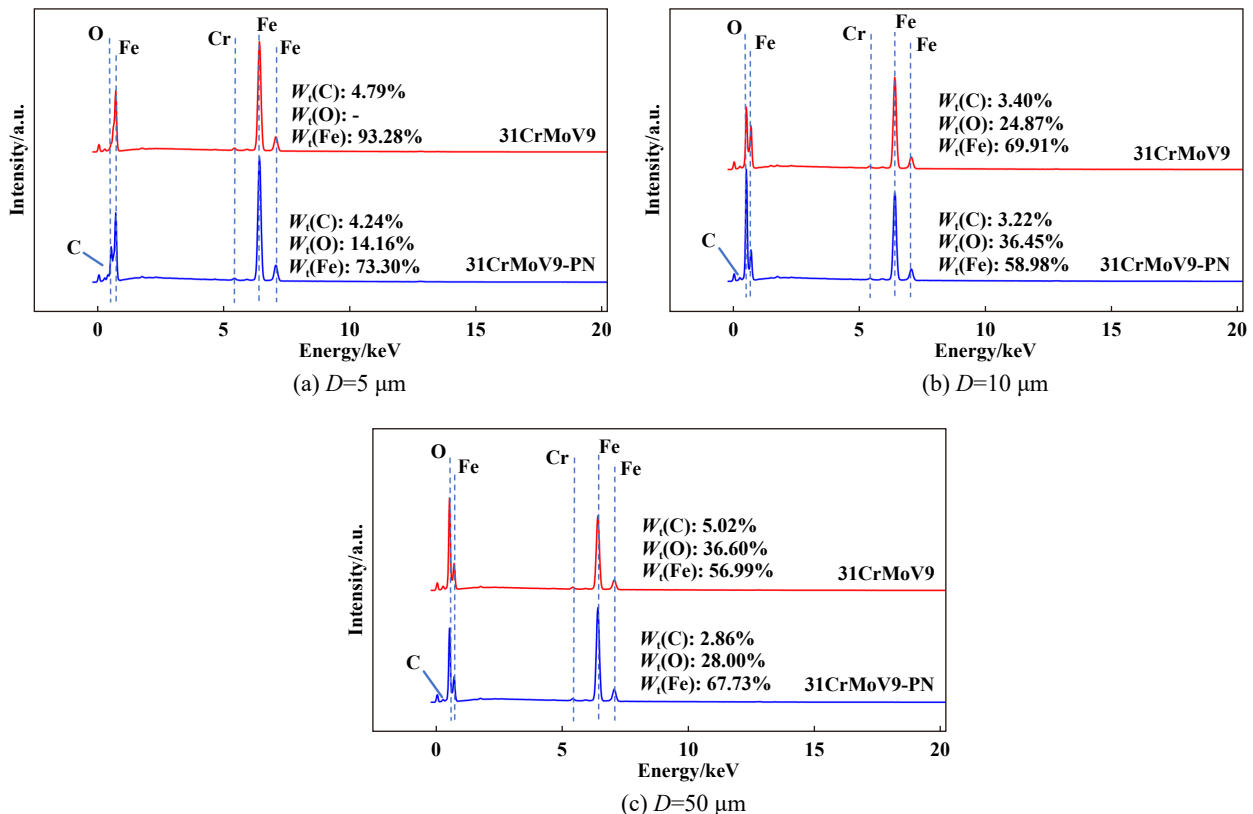 O
Fe
Cr
Fe
Fe
Wt(C): 4.79%
Wt(O): -
Wt(Fe): 93.28%
31CrMoV9
Wt(C): 4.24%
Wt(O): 14.16%
Wt(Fe): 73.30%
C
31CrMoV9-PN
Intensity/a.u.
0 5 10 15 20
Energy/keV
(a) D=5 μm
O
Fe
Cr
Fe
Fe
Wt(C): 3.40%
Wt(O): 24.87%
Wt(Fe): 69.91%
31CrMoV9
Wt(C): 3.22%
Wt(O): 36.45%
Wt(Fe): 58.98%
C
31CrMoV9-PN
Intensity/a.u.
0 5 10 15 20
Energy/keV
(b) D=10 μm
O
Fe
Cr
Fe
Fe
Wt(C): 5.02%
Wt(O): 36.60%
Wt(Fe): 56.99%
31CrMoV9
Wt(C): 2.86%
Wt(O): 28.00%
Wt(Fe): 67.73%
C
31CrMoV9-PN
Intensity/a.u.
0 5 10 15 20
Energy/keV
(c) D=50 μm